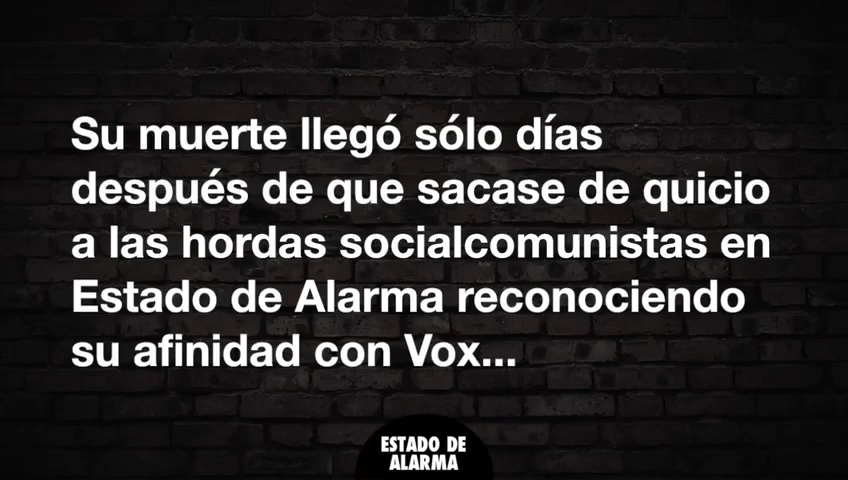 Su muerte llegó sólo días
después de que sacase de quicio
a las hordas socialcomunistas en
Estado de Alarma reconociendo
su afinidad con Vox...
ESTADO DE
ALARMA